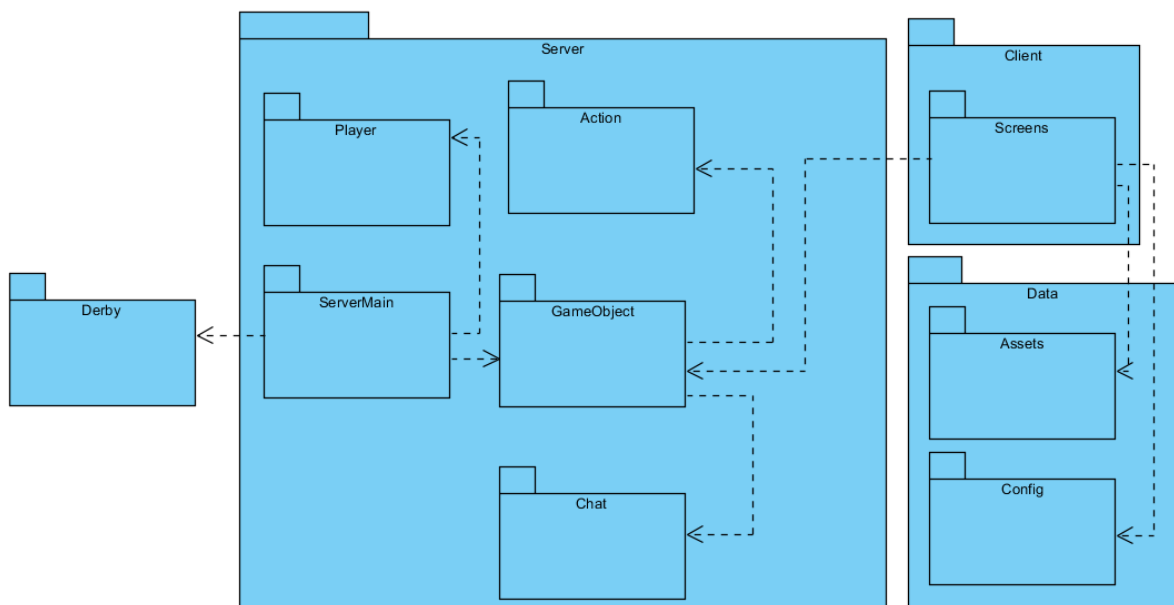 Server
Client
Player
Action
Screens
Derby
ServerMain
GameObject
Data
Assets
Chat
Config